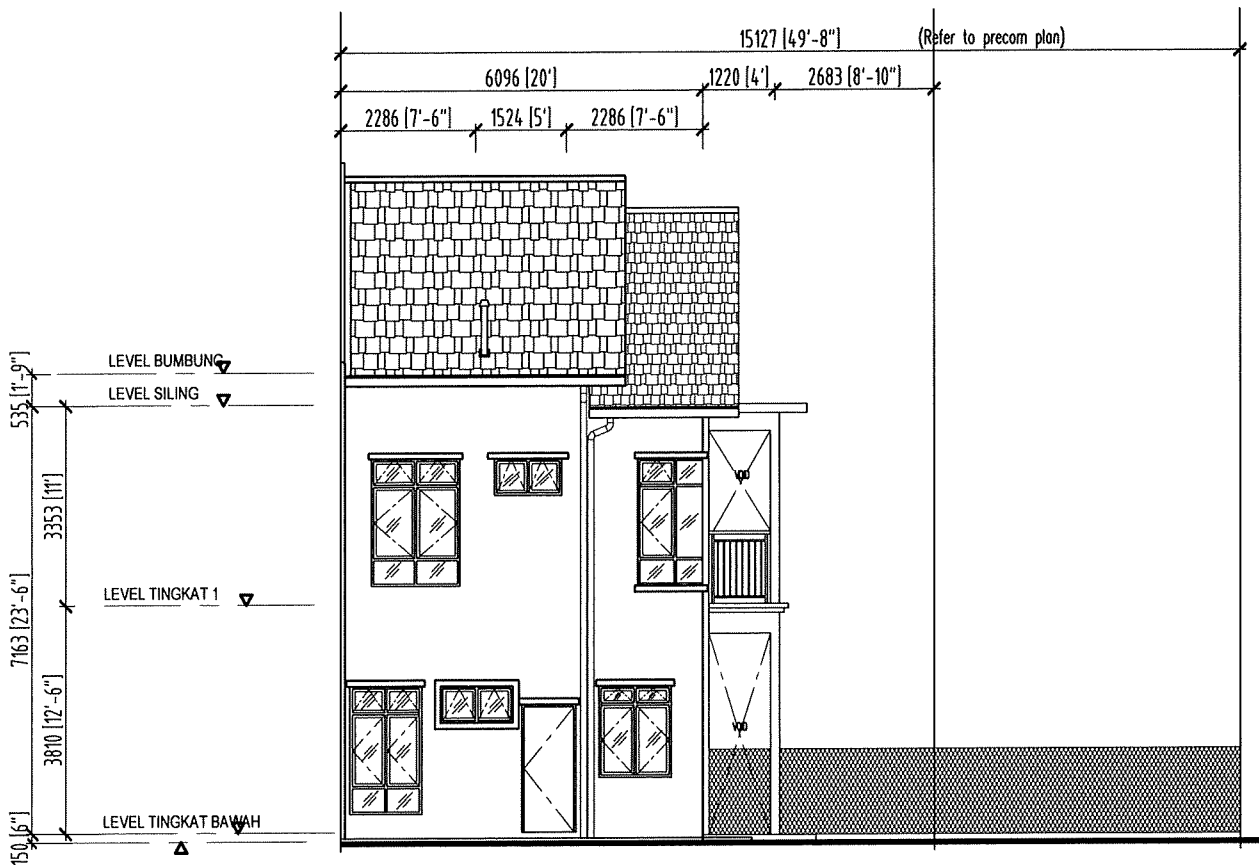 15127 [49'-8"] (Refer to precom plan)
6096 [20'] 1220 [4'] 2683 [8'-10"]
2286 [7'-6"] 1524 [5'] 2286 [7'-6"]
LEVEL BUMBUNG
535 [1'-9"]
LEVEL SILING
3353 [11']
VOID
LEVEL TINGKAT 1
7163 [23'-6"]
3810 [12'-6"]
VOID
LEVEL TINGKAT BAWAH
150 [6"]